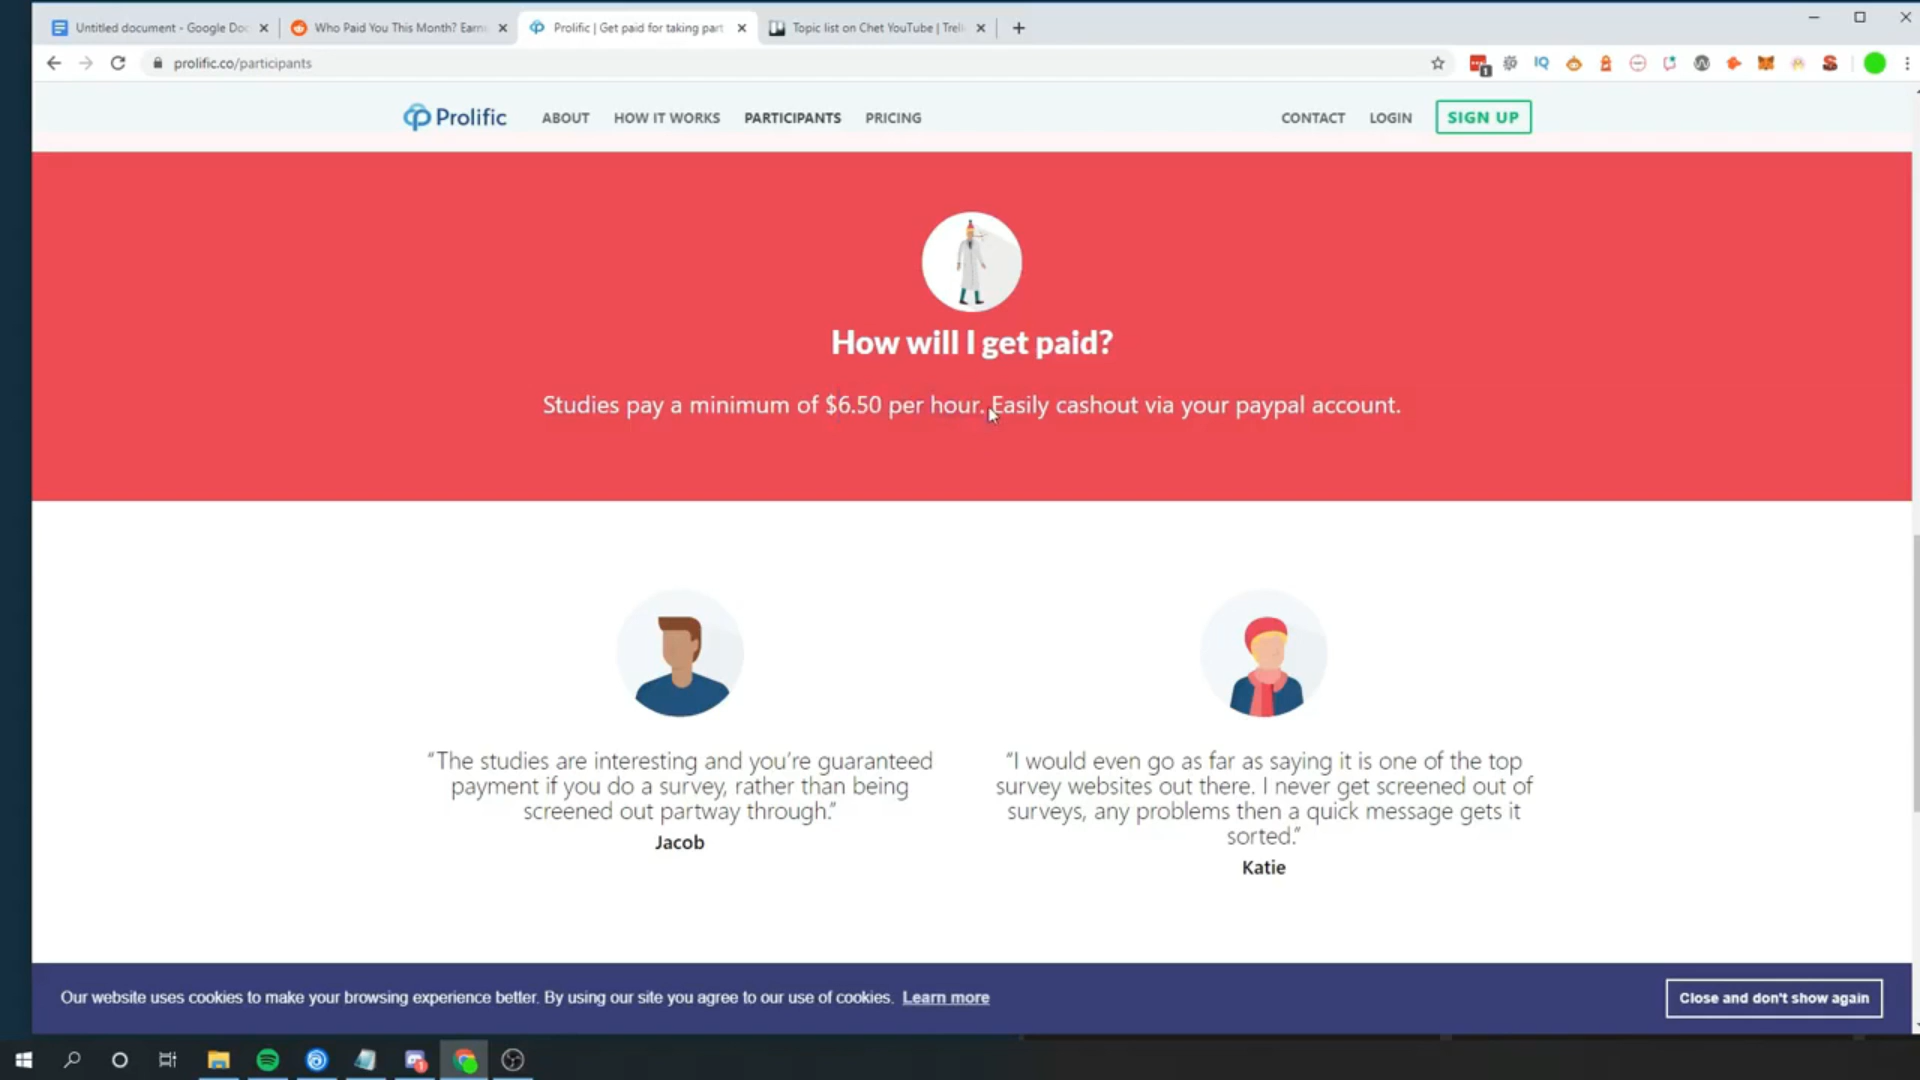 Untitled document - Google Doc
Who Paid You This Month? Earn
Prolific | Get paid for taking part
Topic list on Chet YouTube | Trell
prolific.co/participants
1
IQ
Prolific
ABOUT
HOW IT WORKS
PARTICIPANTS
PRICING
CONTACT
LOGIN
SIGN UP
How will I get paid?
Studies pay a minimum of $6.50 per hour. Easily cashout via your paypal account.
“The studies are interesting and you’re guaranteed
payment if you do a survey, rather than being
screened out partway through.”
Jacob
“I would even go as far as saying it is one of the top
survey websites out there. I never get screened out of
surveys, any problems then a quick message gets it
sorted.”
Katie
Our website uses cookies to make your browsing experience better. By using our site you agree to our use of cookies. Learn more
Close and don't show again